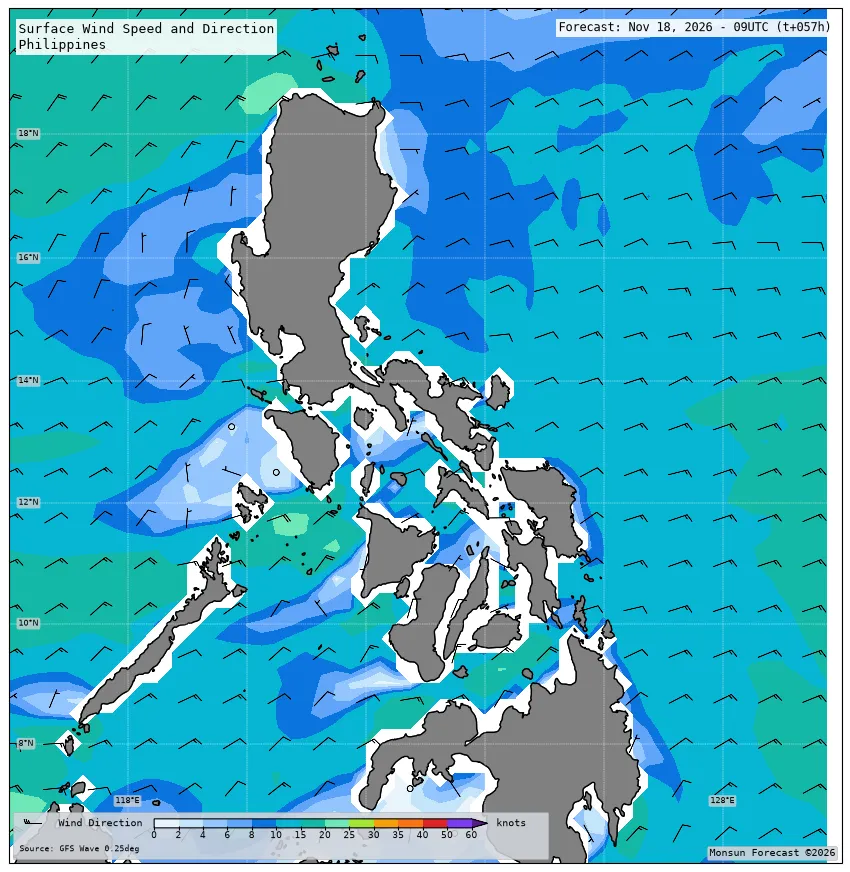 Surface Wind Speed and Direction
Philippines
Forecast: Nov 18, 2026 - 09UTC (t+057h)
18°N
16°N
14°N
12°N
10°N
8°N
118°E
128°E
Wind Direction
knots
0 2 4 6 8 10 15 20 25 30 35 40 50 60
Source: GFS Wave 0.25deg
Monsun Forecast ©2026